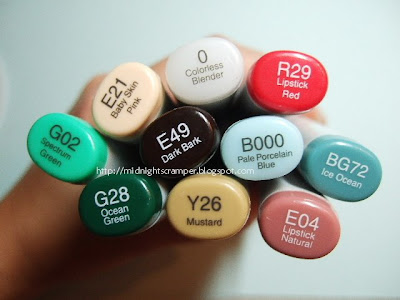 E21
Baby Skin
Pink
0
Colorless
Blender
R29
Lipstick
Red
G02
Spectrum
Green
E49
Dark Bark
B000
Pale Porcelain
Blue
BG72
Ice Ocean
http://midnightscramper.blogspot.com
G28
Ocean
Green
Y26
Mustard
E04
Lipstick
Natural